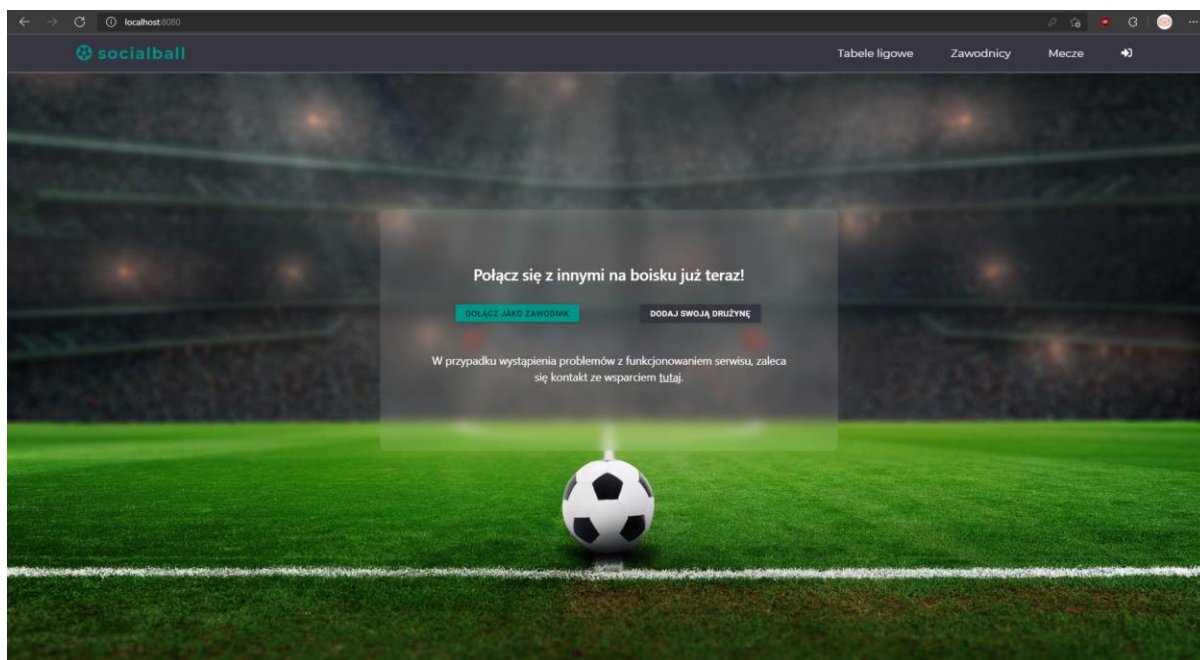 localhost:8080
socialball
Tabele ligowe
Zawodnicy
Mecze
Połącz się z innymi na boisku już teraz!
DOŁĄCZ JAKO ZAWODNIK
DODAJ SWOJĄ DRUŻYNĘ
W przypadku wystąpienia problemów z funkcjonowaniem serwisu, zaleca
się kontakt ze wsparciem tutaj.